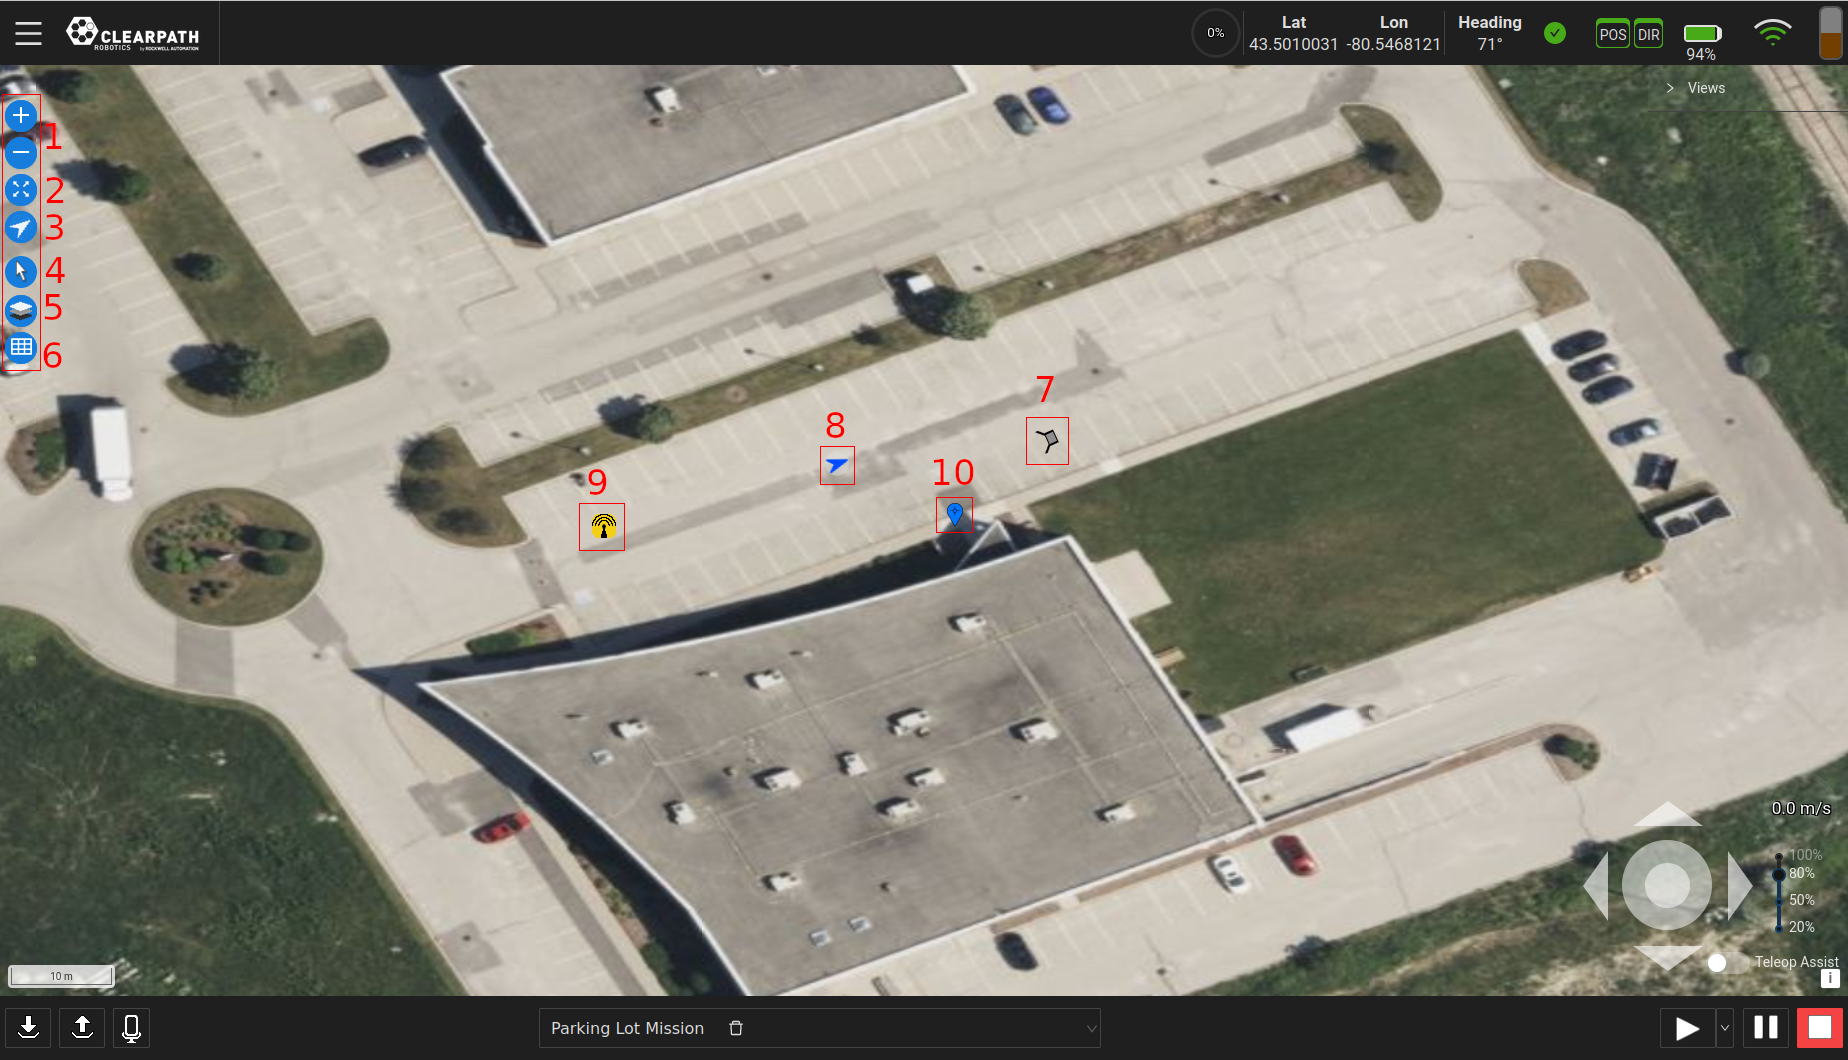 CLEARPATH
ROBOTICS BY ROCKWELL AUTOMATION
0%
Lat
43.5010031
Lon
-80.5468121
Heading
71°
POS
DIR
94%
Views
1
2
3
4
5
6
7
8
9
10
0.0 m/s
100%
80%
50%
20%
Teleop Assist
i
10 m
Parking Lot Mission